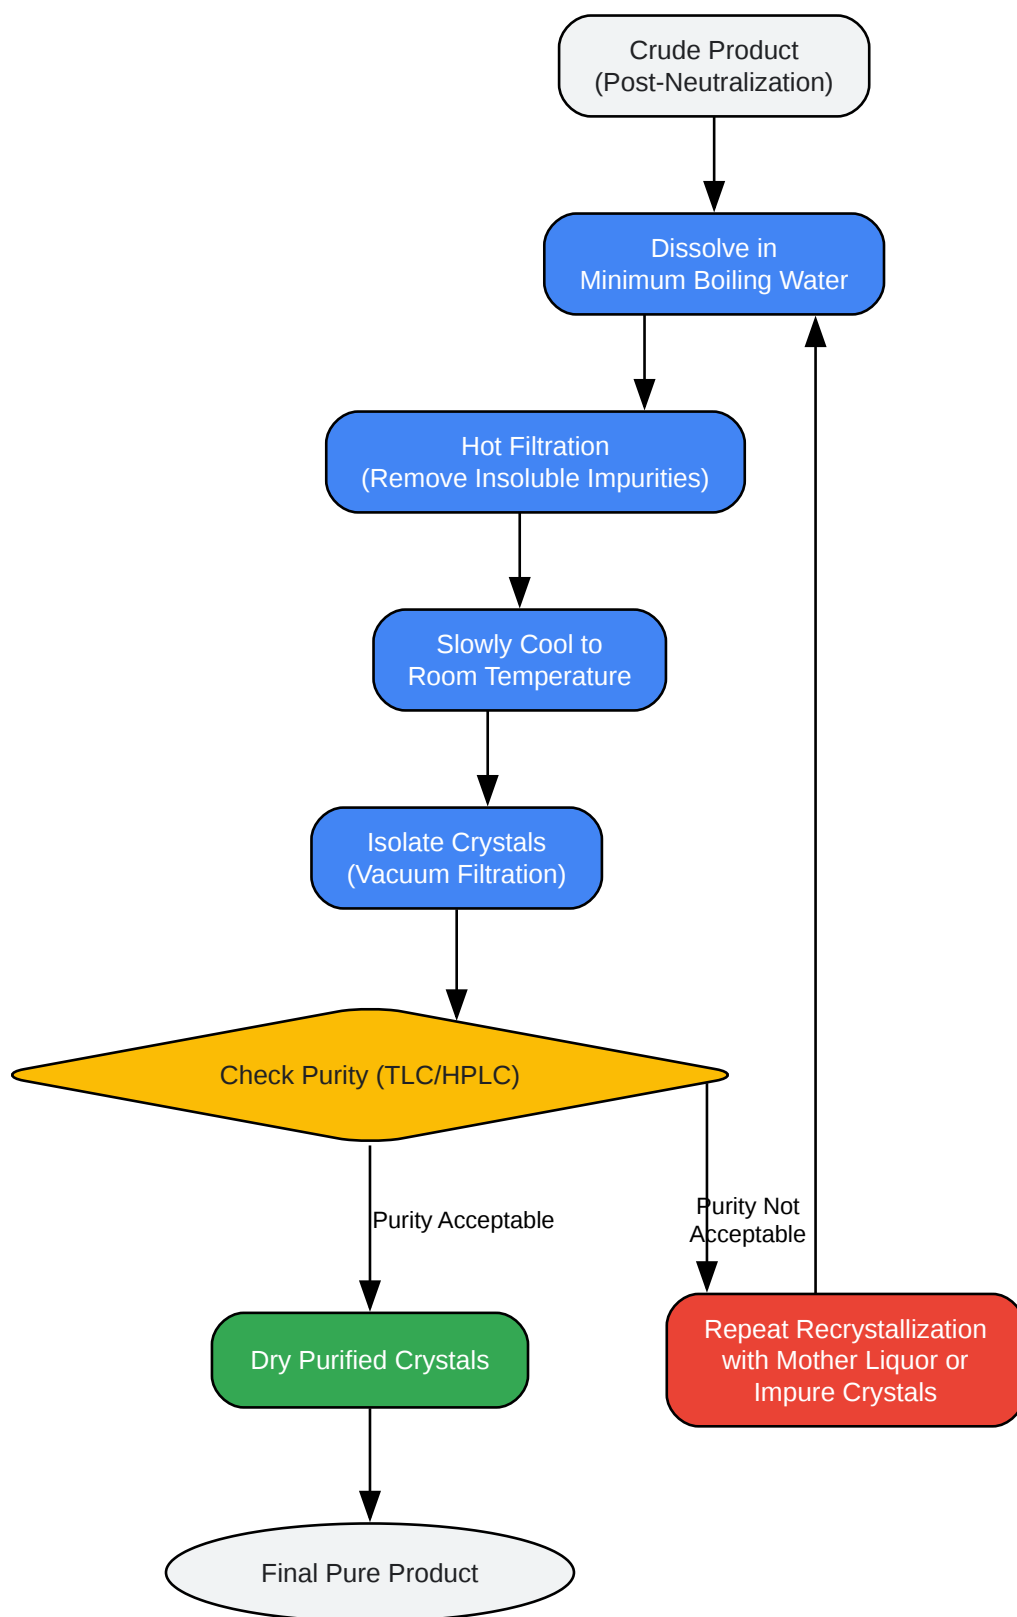 Crude Product
(Post-Neutralization)
Dissolve in
Minimum Boiling Water
Hot Filtration
(Remove Insoluble Impurities)
Slowly Cool to
Room Temperature
Isolate Crystals
(Vacuum Filtration)
Check Purity (TLC/HPLC)
Purity Acceptable
Purity Not
Acceptable
Dry Purified Crystals
Repeat Recrystallization
with Mother Liquor or
Impure Crystals
Final Pure Product